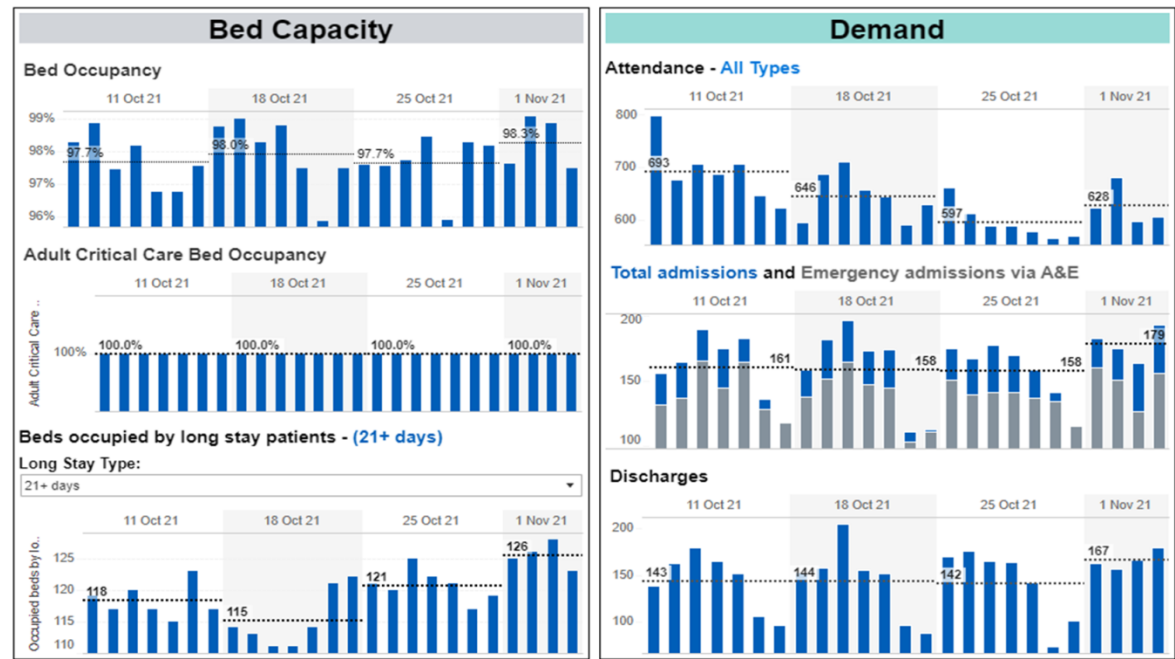 Bed Capacity
Bed Occupancy
11 Oct 21 18 Oct 21 25 Oct 21 1 Nov 21
99%
98%
97%
96%
97.7% 98.0% 97.7% 98.3%
Adult Critical Care Bed Occupancy
11 Oct 21 18 Oct 21 25 Oct 21 1 Nov 21
Adult Critical Care ..
100%
100.0% 100.0% 100.0% 100.0%
Beds occupied by long stay patients - (21+ days)
Long Stay Type:
21+ days
11 Oct 21 18 Oct 21 25 Oct 21 1 Nov 21
Occupied beds by lo..
125
120
115
110
118 115 121 126
Demand
Attendance - All Types
11 Oct 21 18 Oct 21 25 Oct 21 1 Nov 21
800
700
600
693 646 597 628
Total admissions and Emergency admissions via A&E
11 Oct 21 18 Oct 21 25 Oct 21 1 Nov 21
200
150
100
161 158 158 179
Discharges
11 Oct 21 18 Oct 21 25 Oct 21 1 Nov 21
200
150
100
143 144 142 167